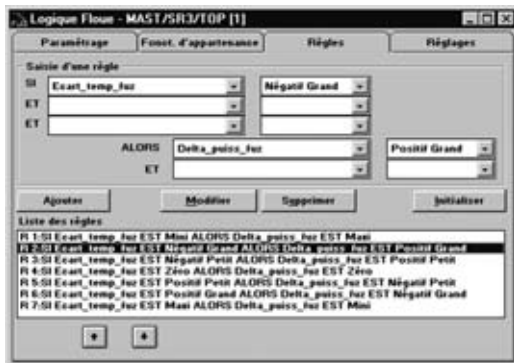 Logique Floue - MAST/SR3/TOP [1]
Paramétrage Fonct. d'appartenance Règles Réglages
Saisie d'une règle
SI Ecart_temp_fuz Négatif Grand
ET
ET
ALORS Delta_puiss_fuz Positif Grand
ET
Ajouter Modifier Supprimer Initialiser
Liste des règles
R 1:SI Ecart_temp_fuz EST Mini ALORS Delta_puiss_fuz EST Maxi
R 2:SI Ecart_temp_fuz EST Négatif Grand ALORS Delta_puiss_fuz EST Positif Grand
R 3:SI Ecart_temp_fuz EST Négatif Petit ALORS Delta_puiss_fuz EST Positif Petit
R 4:SI Ecart_temp_fuz EST Zéro ALORS Delta_puiss_fuz EST Zéro
R 5:SI Ecart_temp_fuz EST Positif Petit ALORS Delta_puiss_fuz EST Négatif Petit
R 6:SI Ecart_temp_fuz EST Positif Grand ALORS Delta_puiss_fuz EST Négatif Grand
R 7:SI Ecart_temp_fuz EST Maxi ALORS Delta_puiss_fuz EST Mini